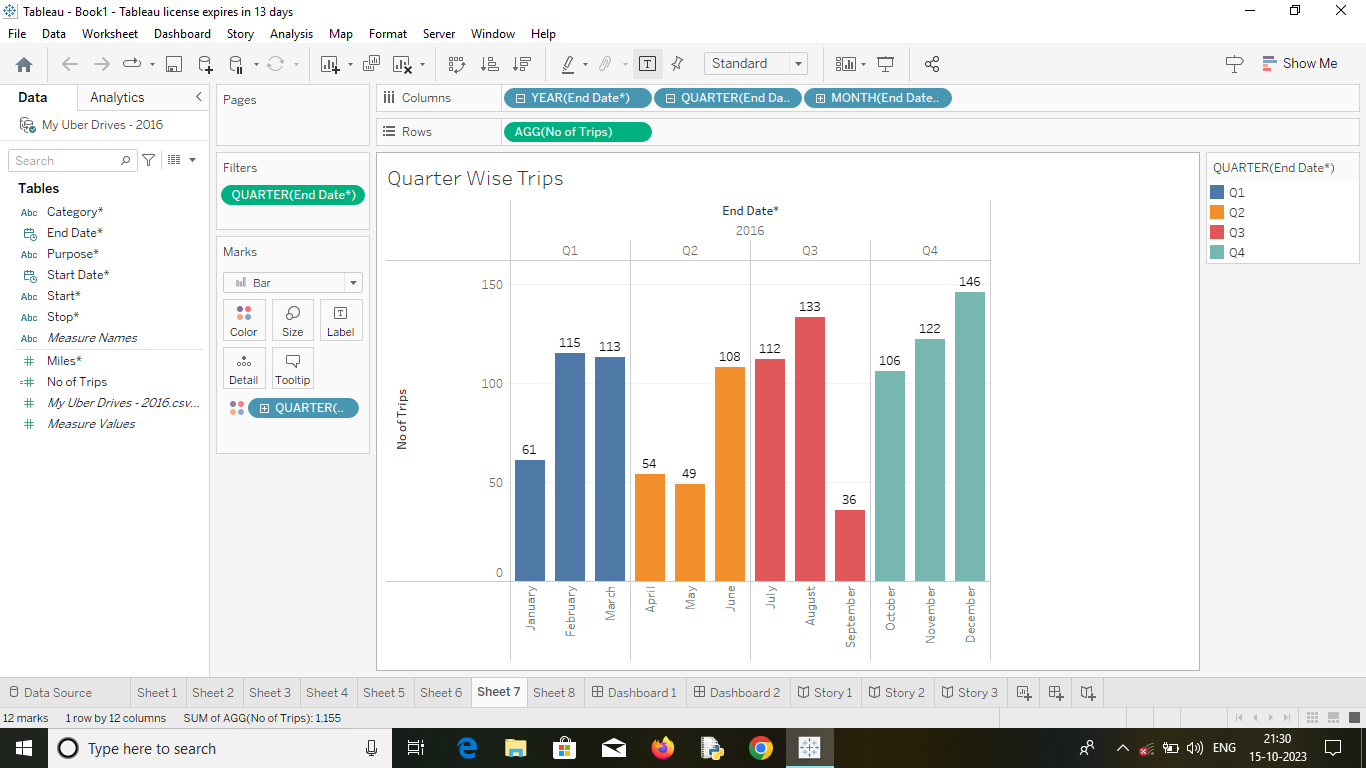 Tableau - Book1 - Tableau license expires in 13 days
File Data Worksheet Dashboard Story Analysis Map Format Server Window Help
Standard
Show Me
Data Analytics
My Uber Drives - 2016
Search
Tables
Abc Category*
End Date*
Abc Purpose*
Start Date*
Abc Start*
Abc Stop*
Abc Measure Names
Miles*
No of Trips
My Uber Drives - 2016.csv...
Measure Values
Pages
Filters
QUARTER(End Date*)
Marks
Bar
Color Size Label
Detail Tooltip
QUARTER(..
Columns YEAR(End Date*) QUARTER(End Da.. MONTH(End Date..
Rows AGG(No of Trips)
Quarter Wise Trips
End Date*
2016
Q1 Q2 Q3 Q4
No of Trips
150
100
50
0
61 115 113 54 49 108 112 133 36 106 122 146
January February March April May June July August September October November December
QUARTER(End Date*)
Q1
Q2
Q3
Q4
Data Source Sheet 1 Sheet 2 Sheet 3 Sheet 4 Sheet 5 Sheet 6 Sheet 7 Sheet 8 Dashboard 1 Dashboard 2 Story 1 Story 2 Story 3
12 marks 1 row by 12 columns SUM of AGG(No of Trips): 1,155
Type here to search
ENG
21:30
15-10-2023